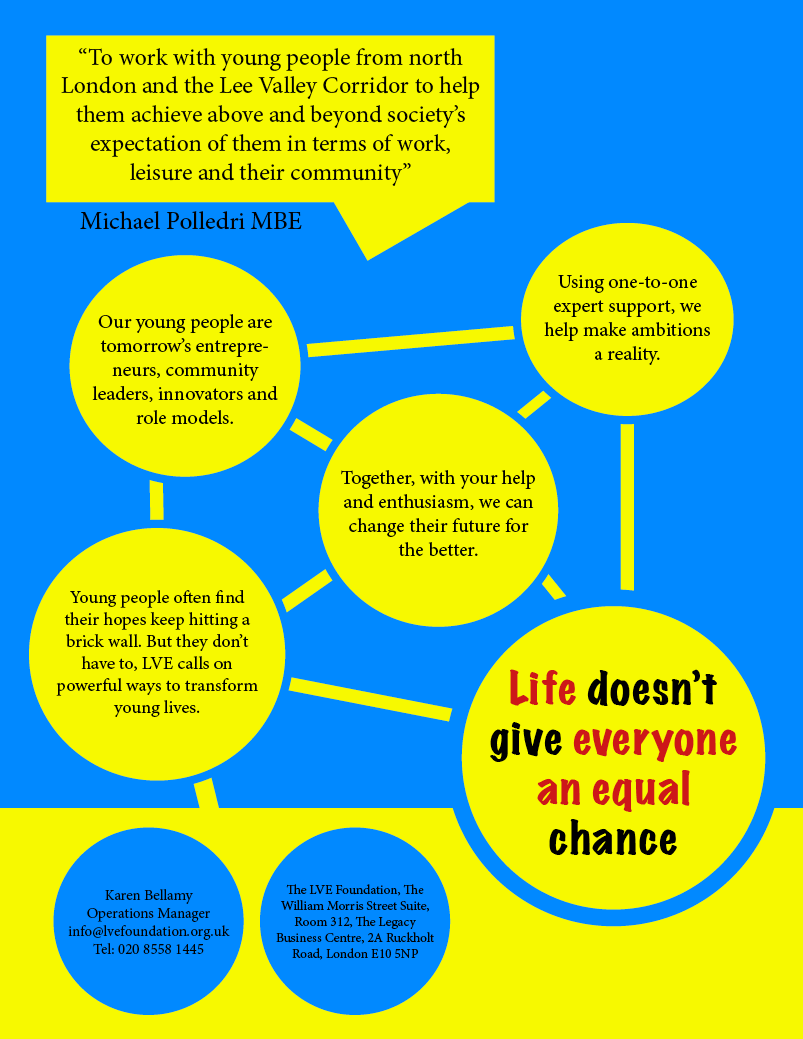 “To work with young people from north
London and the Lee Valley Corridor to help
them achieve above and beyond society’s
expectation of them in terms of work,
leisure and their community”
Michael Polledri MBE
Using one-to-one
expert support, we
help make ambitions
a reality.
Our young people are
tomorrow’s entrepre-
neurs, community
leaders, innovators and
role models.
Together, with your help
and enthusiasm, we can
change their future for
the better.
Young people often find
their hopes keep hitting a
brick wall. But they don’t
have to, LVE calls on
powerful ways to transform
young lives.
Life doesn’t
give everyone
an equal
chance
Karen Bellamy
Operations Manager
info@lvefoundation.org.uk
Tel: 020 8558 1445
The LVE Foundation, The
William Morris Street Suite,
Room 312, The Legacy
Business Centre, 2A Ruckholt
Road, London E10 5NP